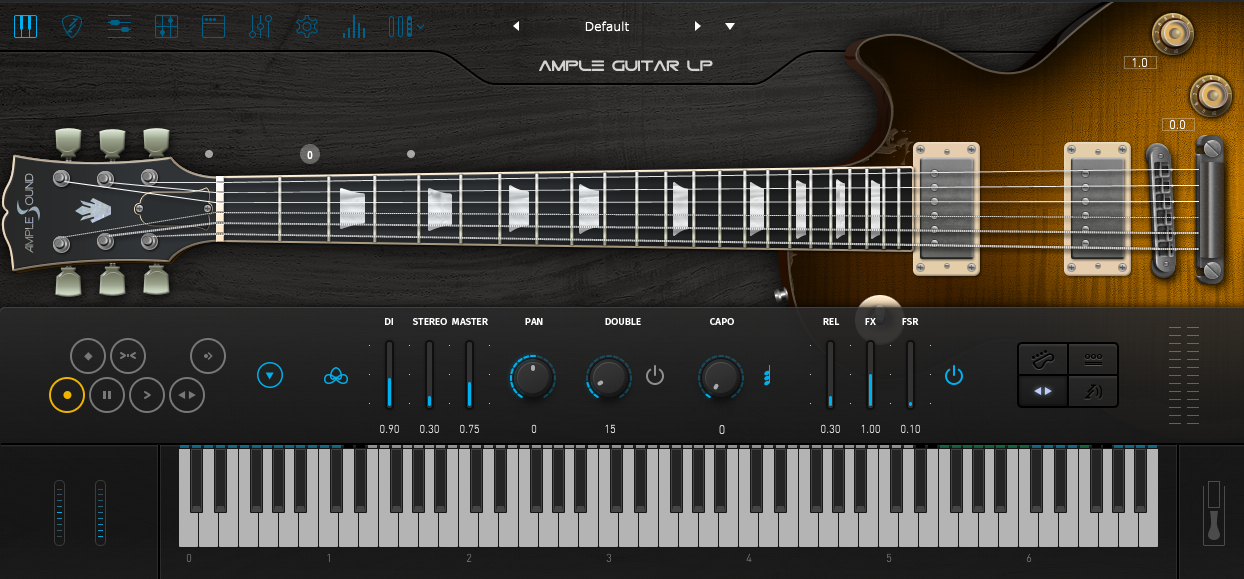 Default
AMPLE GUITAR LP
1.0
0.0
0
AMPLE SOUND
DI STEREO MASTER PAN DOUBLE CAPO REL FX FSR
0.90 0.30 0.75 0 15 0 0.30 1.00 0.10
0 1 2 3 4 5 6